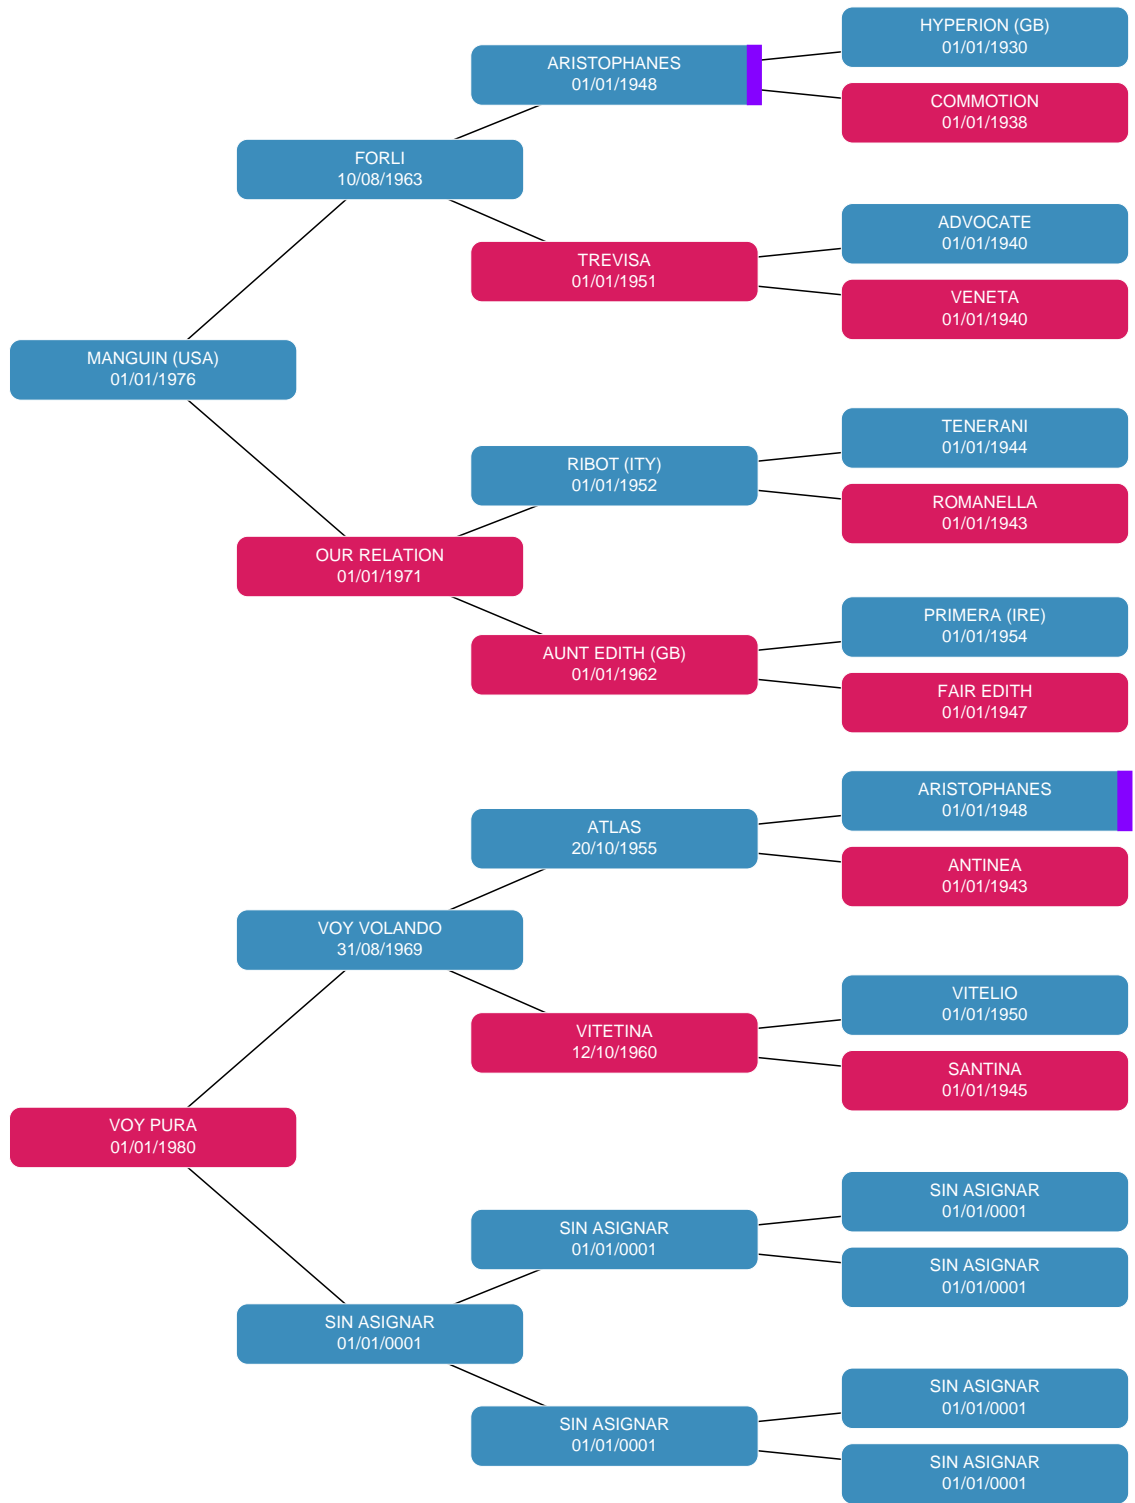 HYPERION (GB)
01/01/1930
ARISTOPHANES
01/01/1948
COMMOTION
01/01/1938
FORLI
10/08/1963
ADVOCATE
01/01/1940
TREVISA
01/01/1951
VENETA
01/01/1940
MANGUIN (USA)
01/01/1976
TENERANI
01/01/1944
RIBOT (ITY)
01/01/1952
ROMANELLA
01/01/1943
OUR RELATION
01/01/1971
PRIMERA (IRE)
01/01/1954
AUNT EDITH (GB)
01/01/1962
FAIR EDITH
01/01/1947
ARISTOPHANES
01/01/1948
ATLAS
20/10/1955
ANTINEA
01/01/1943
VOY VOLANDO
31/08/1969
VITELIO
01/01/1950
VITETINA
12/10/1960
SANTINA
01/01/1945
VOY PURA
01/01/1980
SIN ASIGNAR
01/01/0001
SIN ASIGNAR
01/01/0001
SIN ASIGNAR
01/01/0001
SIN ASIGNAR
01/01/0001
SIN ASIGNAR
01/01/0001
SIN ASIGNAR
01/01/0001
SIN ASIGNAR
01/01/0001